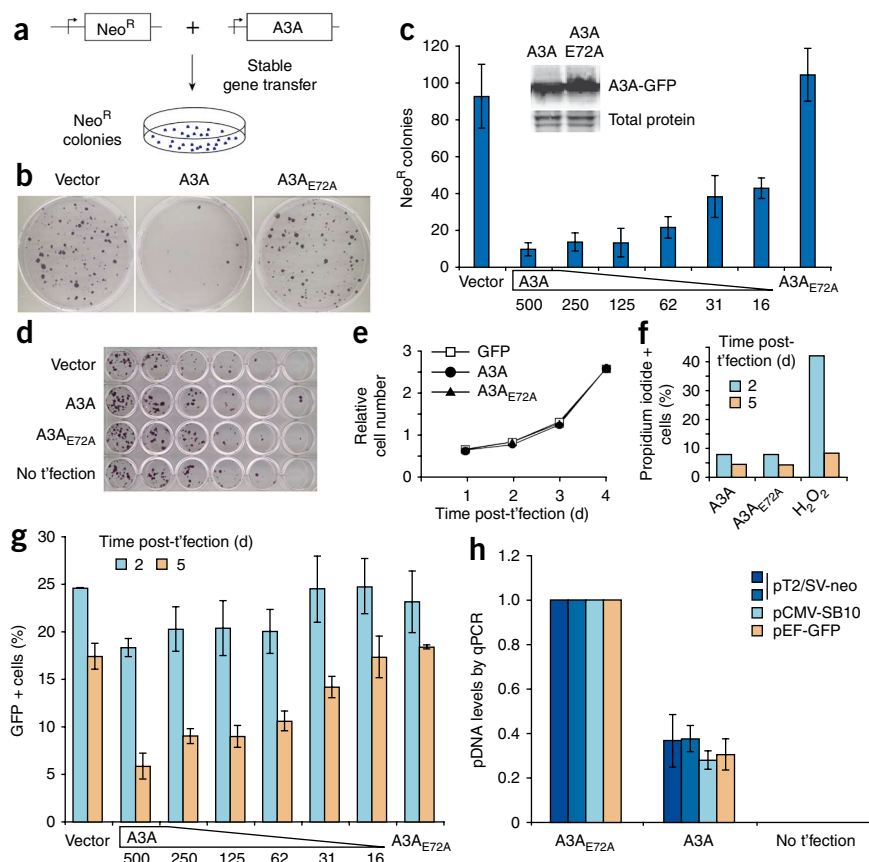 a
Neo^R + A3A
Stable
gene transfer
Neo^R
colonies
b
Vector A3A A3A_E72A
c
120
100
80
60
40
20
0
Neo^R colonies
A3A A3A
E72A
A3A-GFP
Total protein
Vector A3A A3A_E72A
500 250 125 62 31 16
d
Vector
A3A
A3A_E72A
No t'fection
e
3
2
1
0
Relative
cell number
GFP
A3A
A3A_E72A
1 2 3 4
Time post-t'fection (d)
f
Time post-
t'fection (d)
2
5
40
30
20
10
0
Propidium iodide +
cells (%)
A3A
A3A_E72A
H2O2
g
Time post-t'fection (d)
2 5
30
25
20
15
10
5
0
GFP + cells (%)
Vector A3A A3A_E72A
500 250 125 62 31 16
h
1.2
1.0
0.8
0.6
0.4
0.2
0
pDNA levels by qPCR
pT2/SV-neo
pCMV-SB10
pEF-GFP
A3A_E72A A3A No t'fection